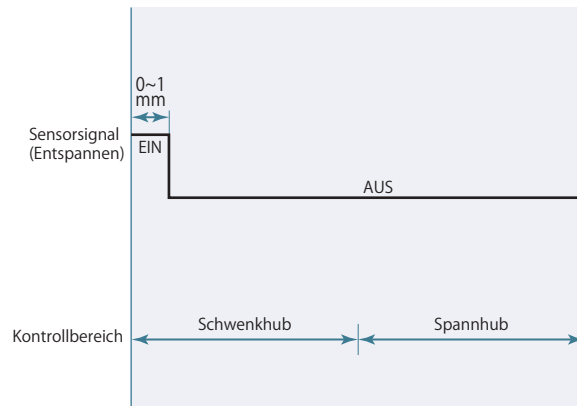 0~1
mm
Sensorsignal
(Entspannen)
EIN
AUS
Schwenkhub
Spannhub
Kontrollbereich